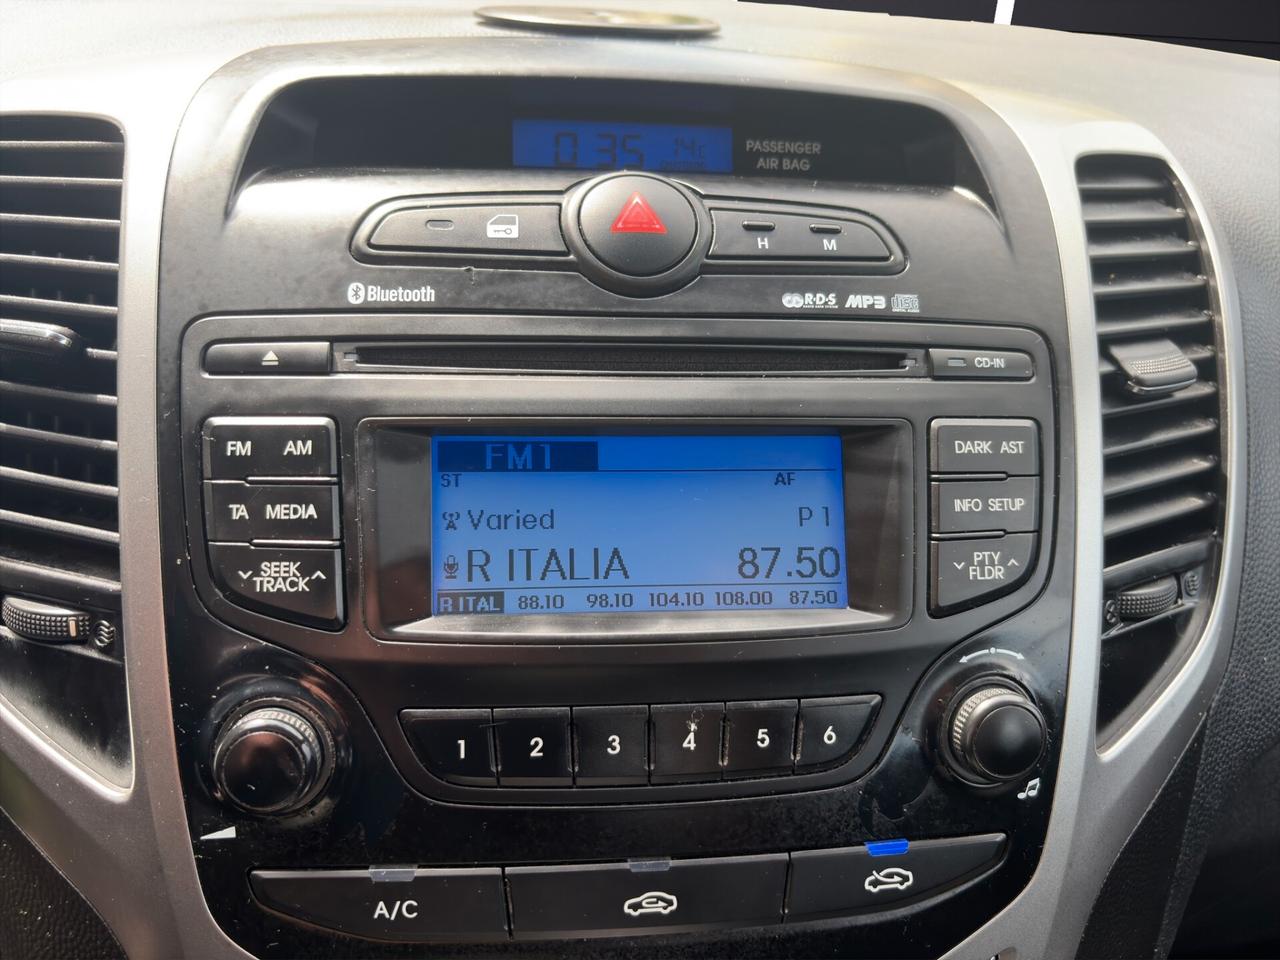 0 35 14c
PASSENGER
AIR BAG
H M
Bluetooth
R·D·S MP3 disc
CD-IN
FM AM
TA MEDIA
SEEK
TRACK
FM1
ST AF
Varied P1
R ITALIA 87.50
R ITAL 88.10 98.10 104.10 108.00 87.50
DARK AST
INFO SETUP
PTY
FLDR
1 2 3 4 5 6
A/C